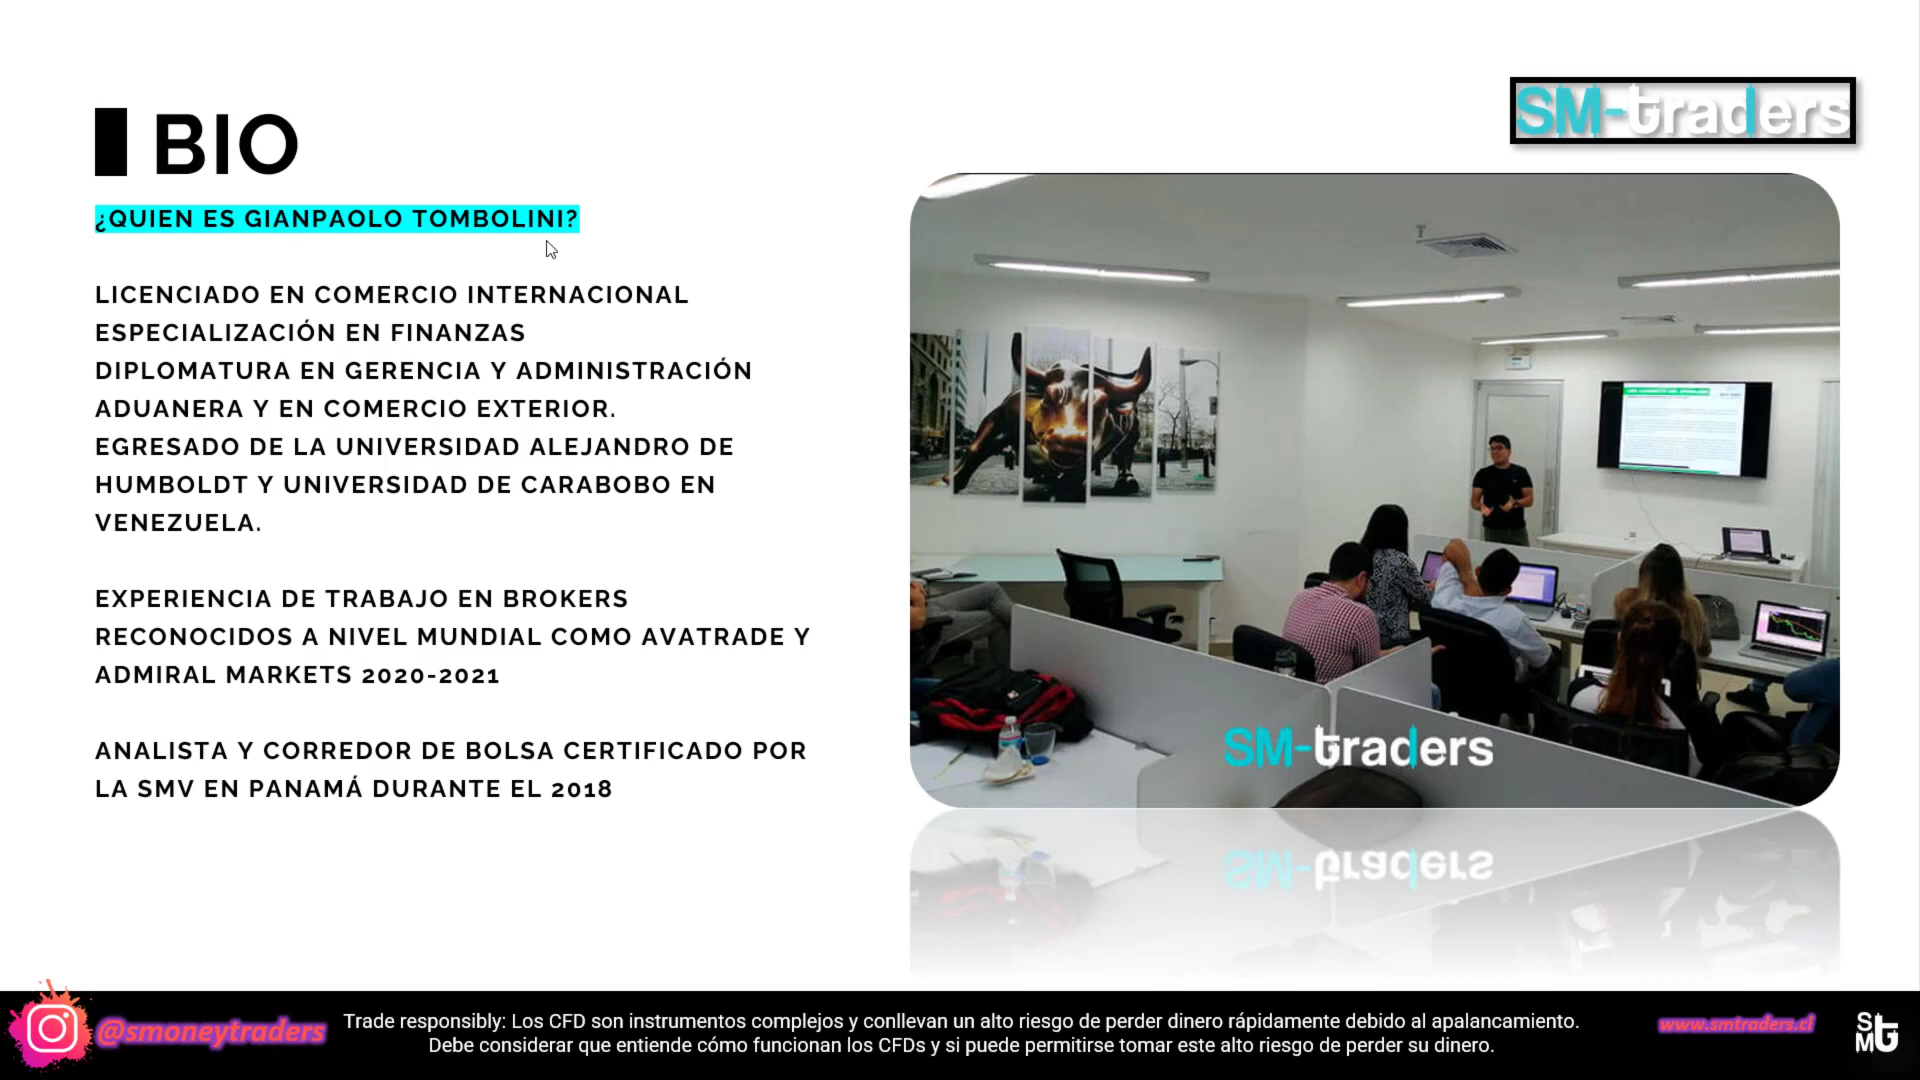 BIO
SM-traders
¿QUIEN ES GIANPAOLO TOMBOLINI?
LICENCIADO EN COMERCIO INTERNACIONAL
ESPECIALIZACIÓN EN FINANZAS
DIPLOMATURA EN GERENCIA Y ADMINISTRACIÓN
ADUANERA Y EN COMERCIO EXTERIOR.
EGRESADO DE LA UNIVERSIDAD ALEJANDRO DE
HUMBOLDT Y UNIVERSIDAD DE CARABOBO EN
VENEZUELA.
EXPERIENCIA DE TRABAJO EN BROKERS
RECONOCIDOS A NIVEL MUNDIAL COMO AVATRADE Y
ADMIRAL MARKETS 2020-2021
ANALISTA Y CORREDOR DE BOLSA CERTIFICADO POR
LA SMV EN PANAMÁ DURANTE EL 2018
SM-traders
@smoneytraders
Trade responsibly: Los CFD son instrumentos complejos y conllevan un alto riesgo de perder dinero rápidamente debido al apalancamiento.
Debe considerar que entiende cómo funcionan los CFDs y si puede permitirse tomar este alto riesgo de perder su dinero.
www.smtraders.cl